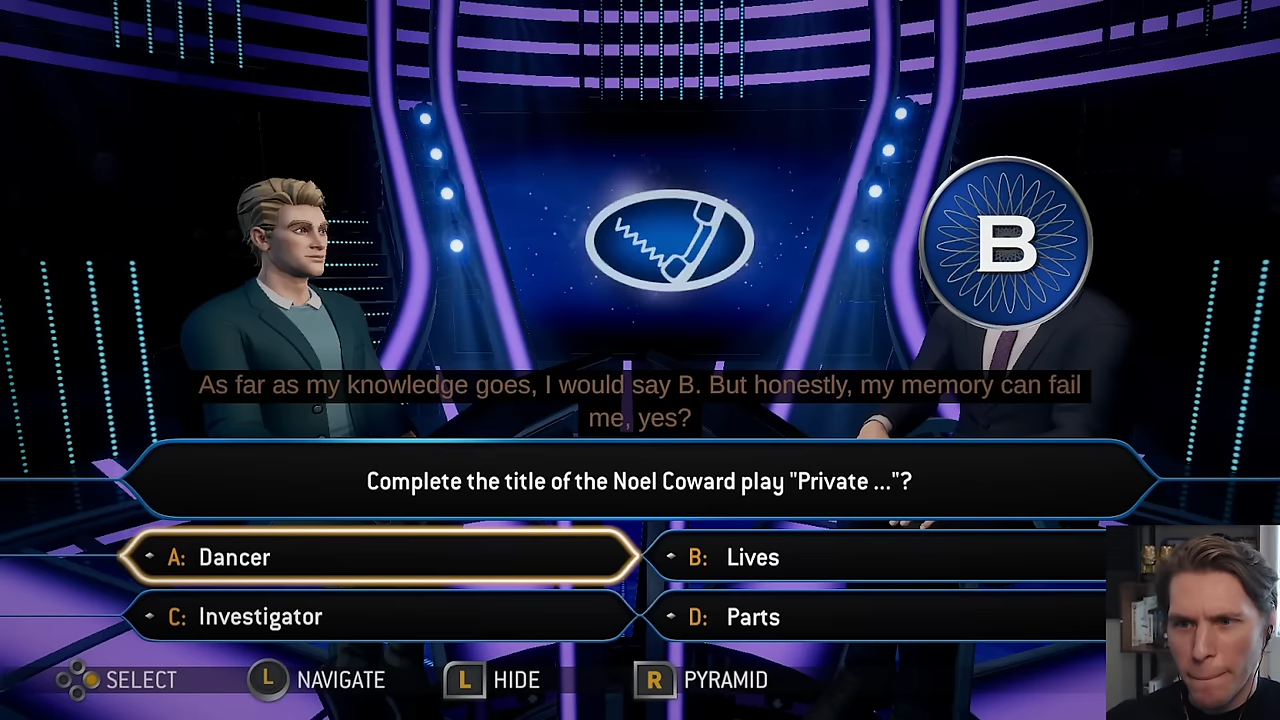 B
As far as my knowledge goes, I would say B. But honestly, my memory can fail
me, yes?
Complete the title of the Noel Coward play "Private ..."?
A: Dancer
B: Lives
C: Investigator
D: Parts
SELECT
L NAVIGATE
L HIDE
R PYRAMID